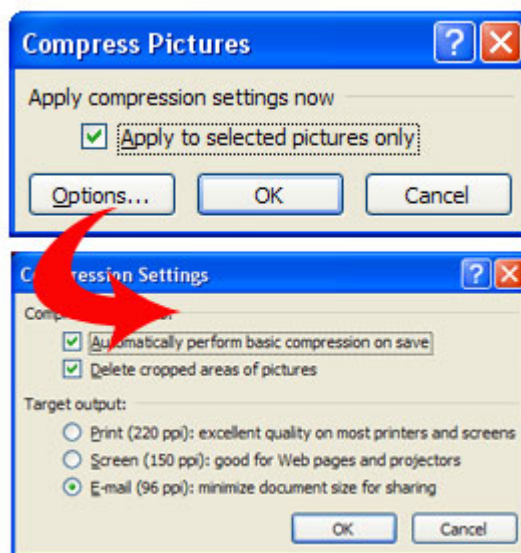 Compress Pictures
Apply compression settings now
Apply to selected pictures only
Options... OK Cancel
Settings
Automatically perform basic compression on save
Delete cropped areas of pictures
Target output:
Print (220 ppi): excellent quality on most printers and screens
Screen (150 ppi): good for Web pages and projectors
E-mail (96 ppi): minimize document size for sharing
OK Cancel